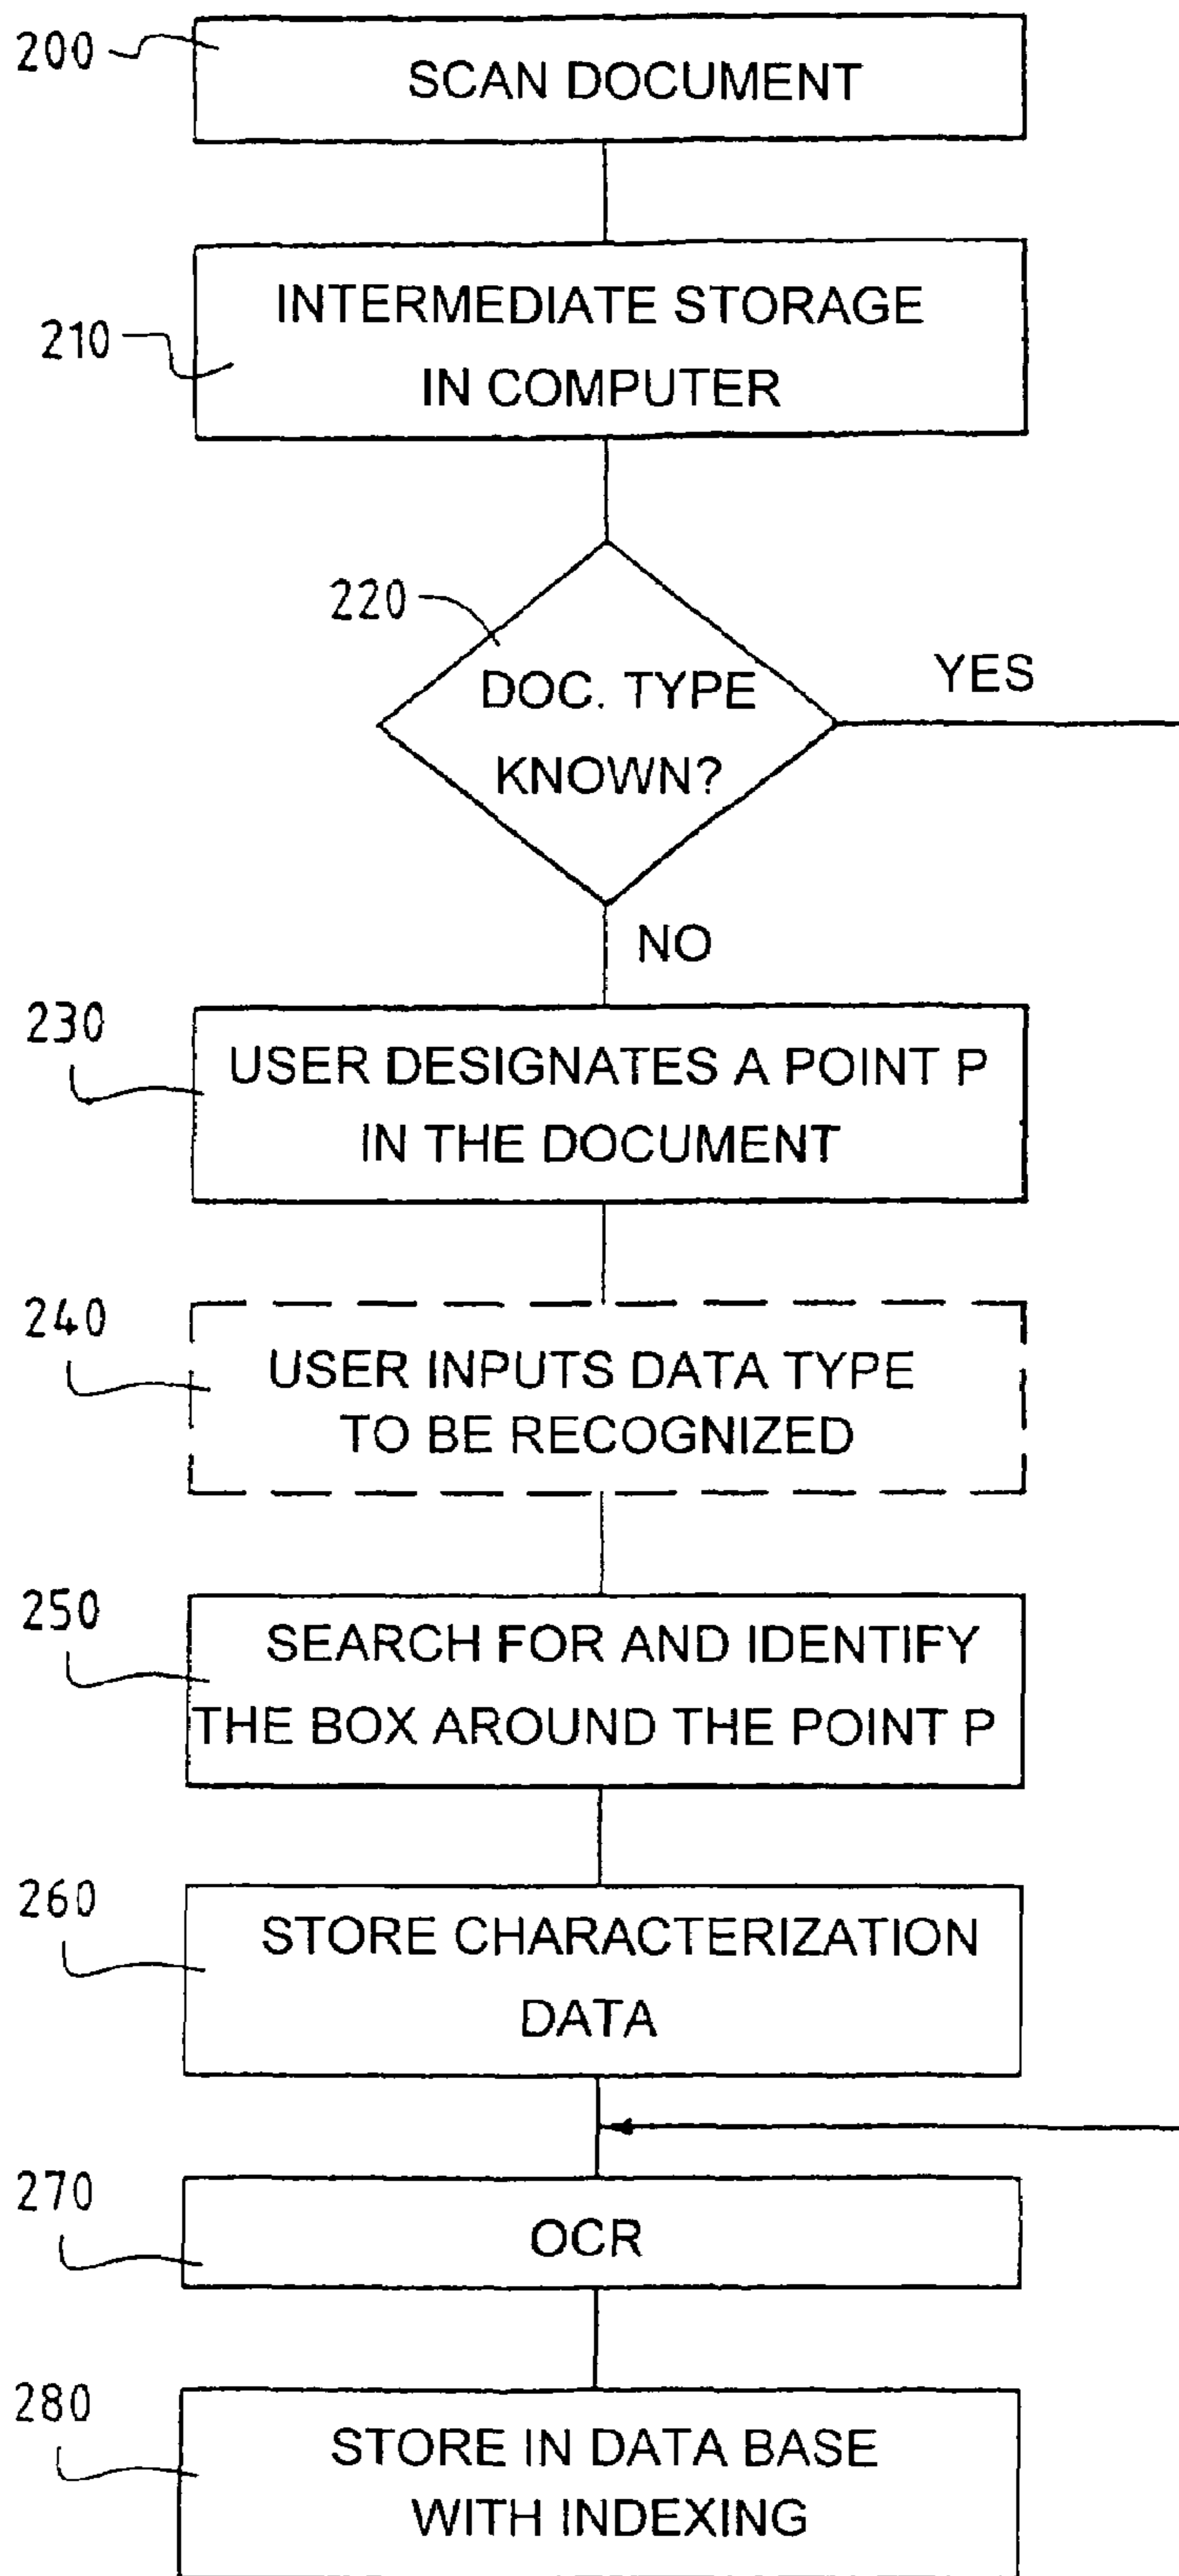 200
SCAN DOCUMENT
210
INTERMEDIATE STORAGE
IN COMPUTER
220
DOC. TYPE
KNOWN?
YES
NO
230
USER DESIGNATES A POINT P
IN THE DOCUMENT
240
USER INPUTS DATA TYPE
TO BE RECOGNIZED
250
SEARCH FOR AND IDENTIFY
THE BOX AROUND THE POINT P
260
STORE CHARACTERIZATION
DATA
270
OCR
280
STORE IN DATA BASE
WITH INDEXING